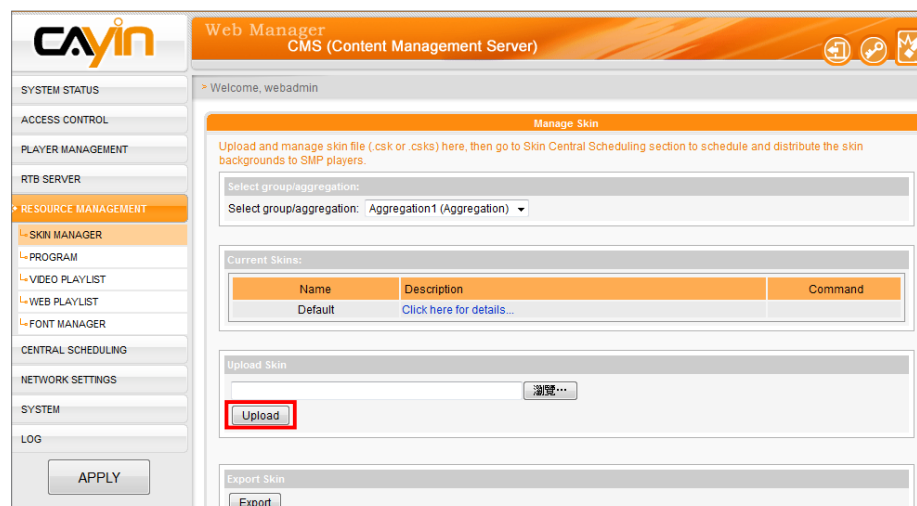 CAYIN
Web Manager
CMS (Content Management Server)
SYSTEM STATUS
ACCESS CONTROL
PLAYER MANAGEMENT
RTB SERVER
RESOURCE MANAGEMENT
SKIN MANAGER
PROGRAM
VIDEO PLAYLIST
WEB PLAYLIST
FONT MANAGER
CENTRAL SCHEDULING
NETWORK SETTINGS
SYSTEM
LOG
APPLY
> Welcome, webadmin
Manage Skin
Upload and manage skin file (.csk or .csks) here, then go to Skin Central Scheduling section to schedule and distribute the skin
backgrounds to SMP players.
Select group/aggregation:
Select group/aggregation: Aggregation1 (Aggregation)
Current Skins:
Name Description Command
Default Click here for details...
Upload Skin
瀏覽…
Upload
Export Skin
Export